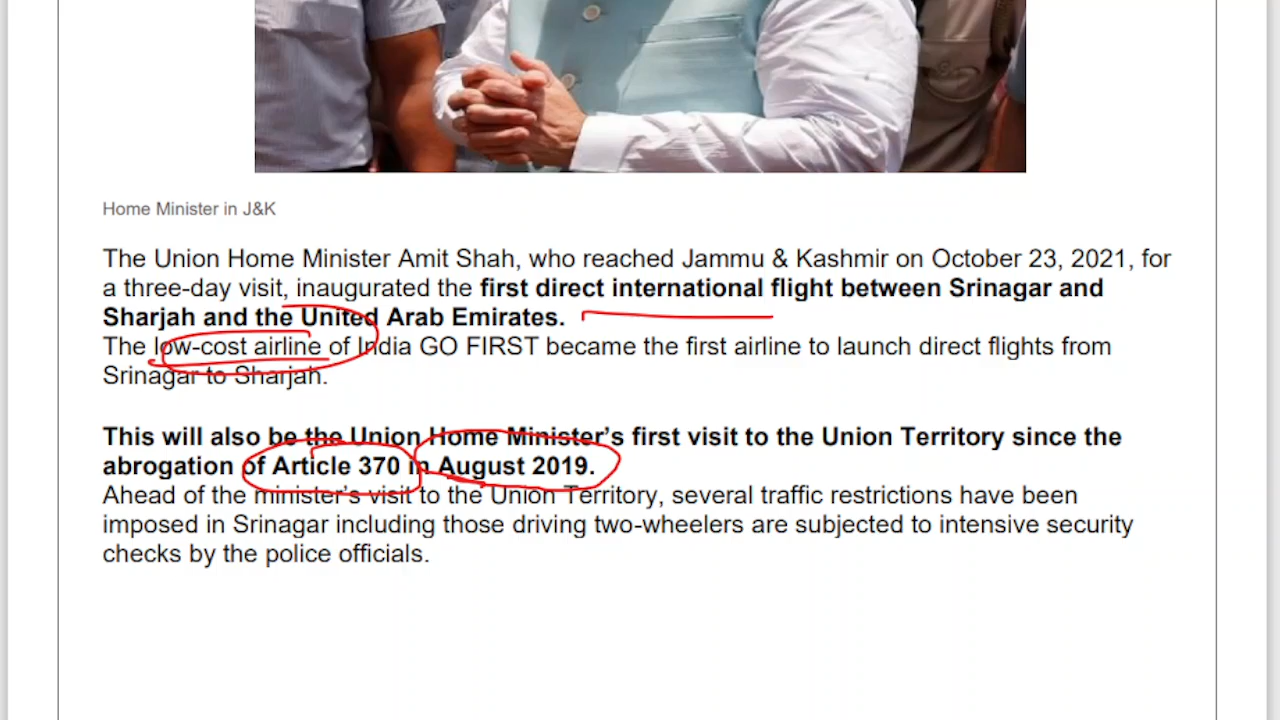 Home Minister in J&K
The Union Home Minister Amit Shah, who reached Jammu & Kashmir on October 23, 2021, for
a three-day visit, inaugurated the first direct international flight between Srinagar and
Sharjah and the United Arab Emirates.
The low-cost airline of India GO FIRST became the first airline to launch direct flights from
Srinagar to Sharjah.
This will also be the Union Home Minister’s first visit to the Union Territory since the
abrogation of Article 370 in August 2019.
Ahead of the minister’s visit to the Union Territory, several traffic restrictions have been
imposed in Srinagar including those driving two-wheelers are subjected to intensive security
checks by the police officials.